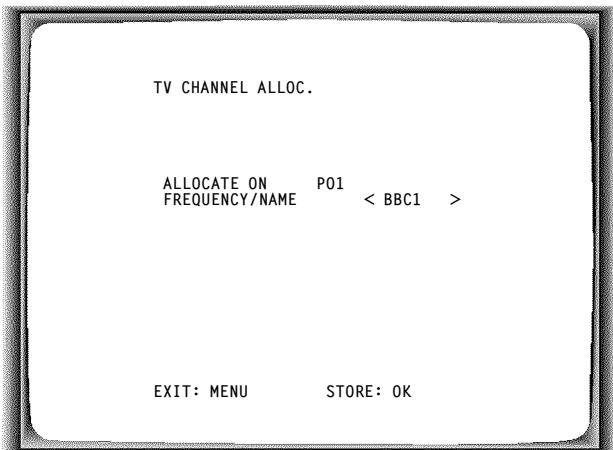 TV CHANNEL ALLOC.
ALLOCATE ON P01
FREQUENCY/NAME < BBC1 >
EXIT: MENU STORE: OK